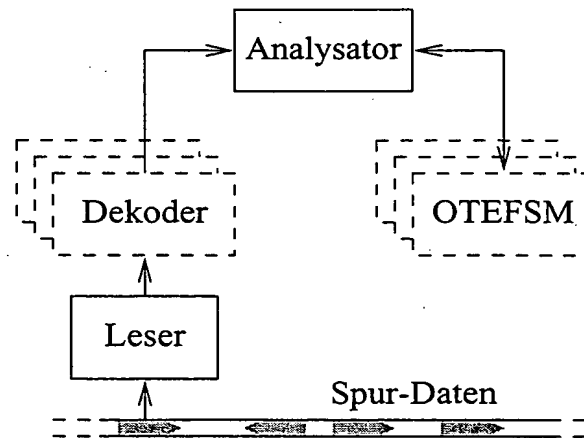 Analysator
Dekoder
OTEFSM
Leser
Spur-Daten